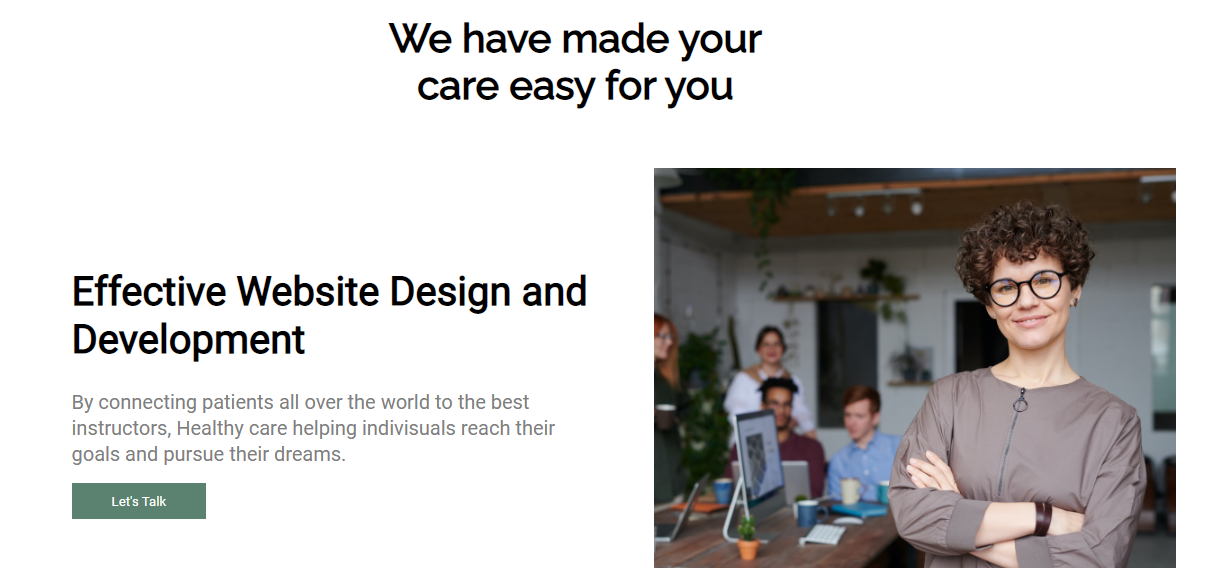 We have made your
care easy for you
Effective Website Design and
Development
By connecting patients all over the world to the best
instructors, Healthy care helping indivisuals reach their
goals and pursue their dreams.
Let's Talk